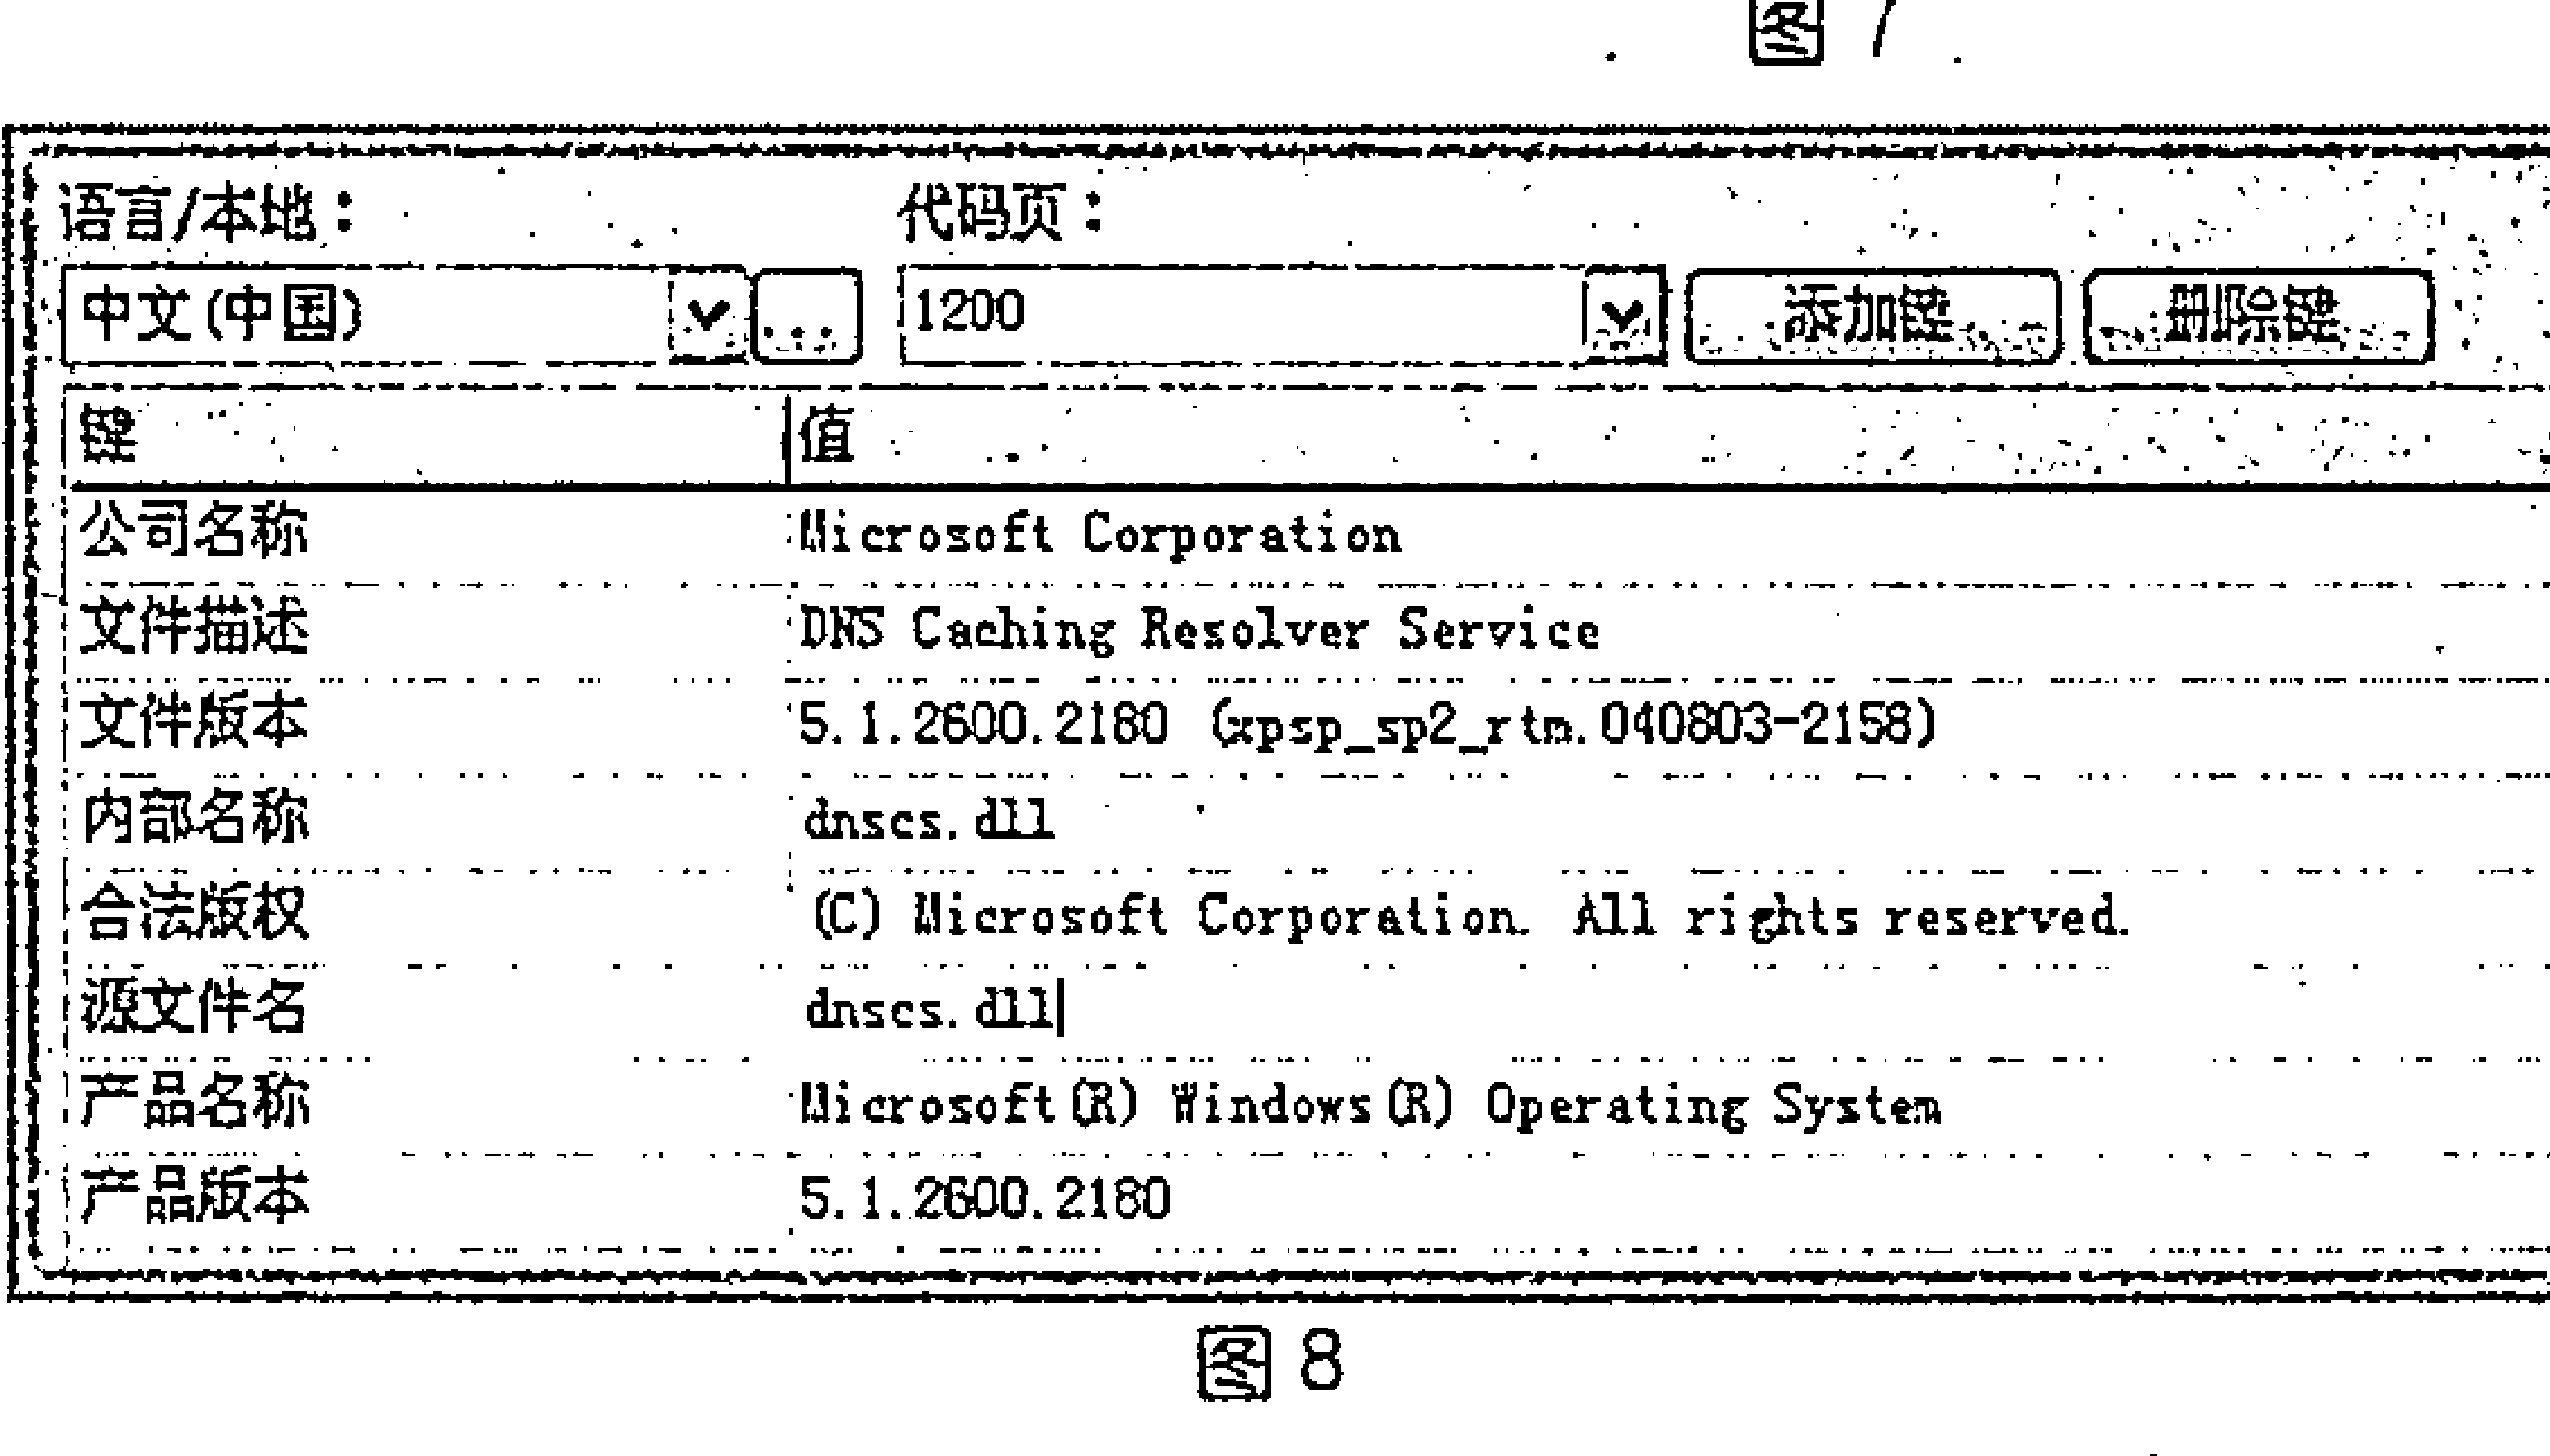 图 7
语言/本地： 代码页：
中文(中国) ... 1200 添加键 删除键
键 值
公司名称 Microsoft Corporation
文件描述 DNS Caching Resolver Service
文件版本 5.1.2600.2180 (xpsp_sp2_rtm.040803-2158)
内部名称 dnscs.dll
合法版权 (C) Microsoft Corporation. All rights reserved.
源文件名 dnscs.dll
产品名称 Microsoft(R) Windows(R) Operating System
产品版本 5.1.2600.2180
图 8